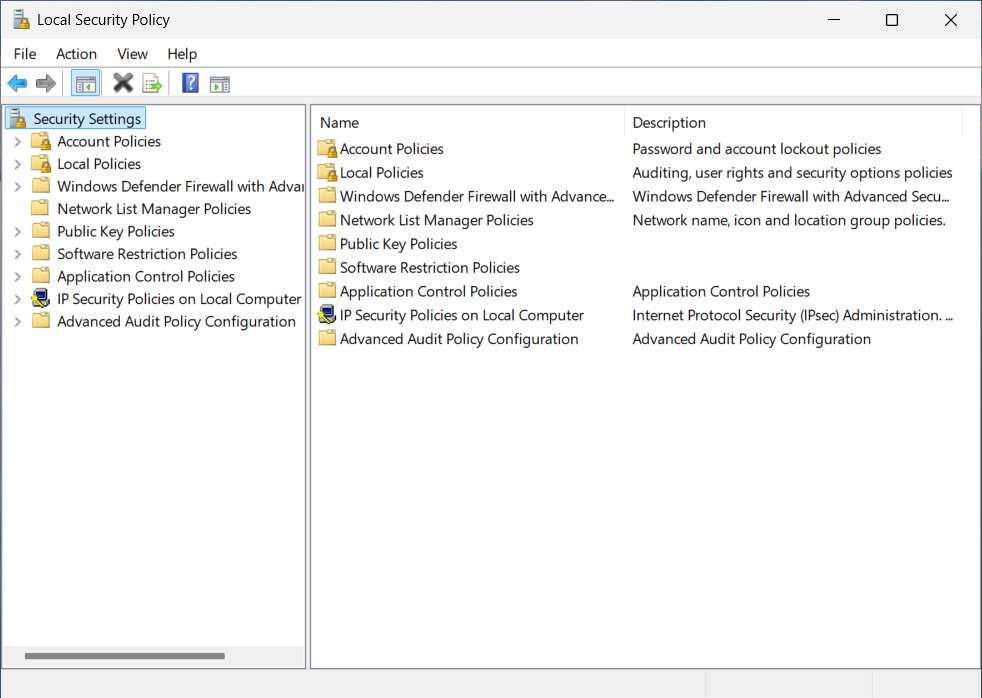 Local Security Policy
File Action View Help
Security Settings
Account Policies
Local Policies
Windows Defender Firewall with Advan
Network List Manager Policies
Public Key Policies
Software Restriction Policies
Application Control Policies
IP Security Policies on Local Computer
Advanced Audit Policy Configuration
Name Description
Account Policies Password and account lockout policies
Local Policies Auditing, user rights and security options policies
Windows Defender Firewall with Advance... Windows Defender Firewall with Advanced Secu...
Network List Manager Policies Network name, icon and location group policies.
Public Key Policies
Software Restriction Policies
Application Control Policies Application Control Policies
IP Security Policies on Local Computer Internet Protocol Security (IPsec) Administration. ...
Advanced Audit Policy Configuration Advanced Audit Policy Configuration